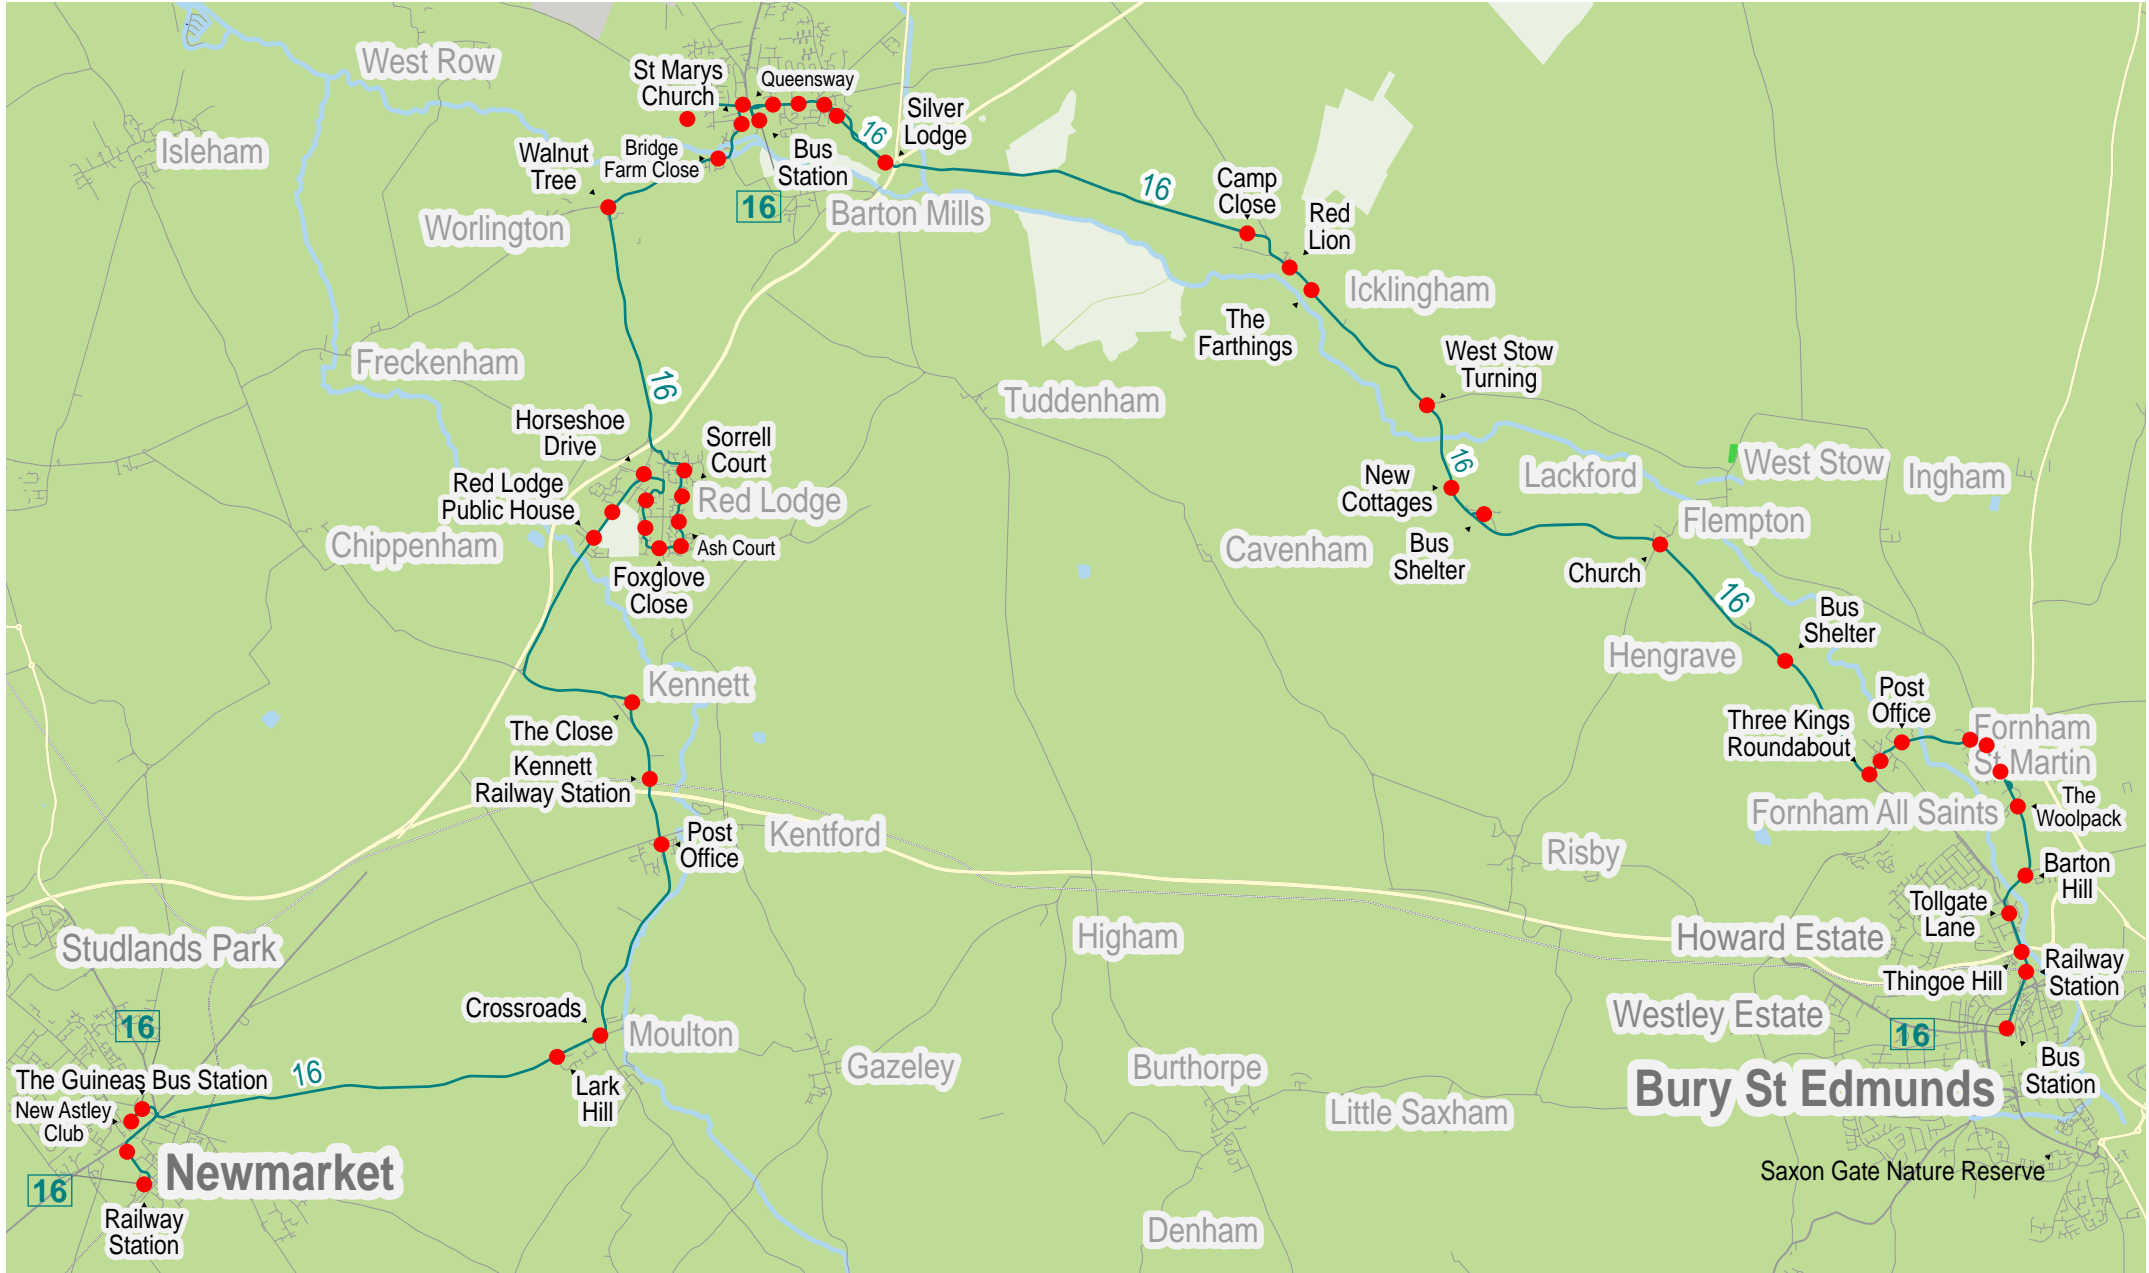 West Row
St Marys
Church
Queensway
Silver
Lodge
Isleham
Walnut
Tree
Bridge
Farm Close
Bus
Station
16
16
Barton Mills
Worlington
16
Camp
Close
Red
Lion
Icklingham
The
Farthings
Freckenham
16
Tuddenham
West Stow
Turning
Horseshoe
Drive
Sorrell
Court
Red Lodge
Public House
Red Lodge
Chippenham
Ash Court
Foxglove
Close
16
New
Cottages
Lackford
West Stow
Ingham
Flempton
Cavenham
Bus
Shelter
Church
16
Bus
Shelter
Hengrave
Kennett
The Close
Kennett
Railway Station
Post
Office
Three Kings
Roundabout
Fornham
St Martin
Fornham All Saints
The
Woolpack
Post
Office
Kentford
Risby
Barton
Hill
Tollgate
Lane
Studlands Park
Higham
Howard Estate
Thingoe Hill
Railway
Station
Crossroads
Moulton
Westley Estate
16
16
The Guineas Bus Station
16
Lark
Hill
Gazeley
Burthorpe
Little Saxham
Bury St Edmunds
Bus
Station
New Astley
Club
Newmarket
16
Railway
Station
Saxon Gate Nature Reserve
Denham